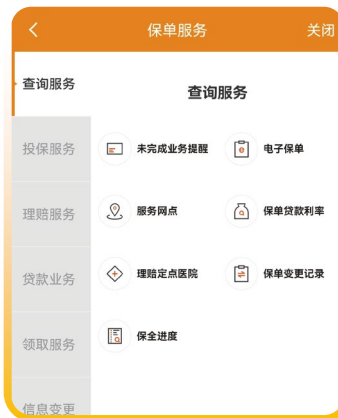 保单服务
关闭
查询服务
投保服务
理赔服务
贷款业务
领取服务
信息变更
查询服务
未完成业务提醒
电子保单
服务网点
保单贷款利率
理赔定点医院
保单变更记录
保全进度